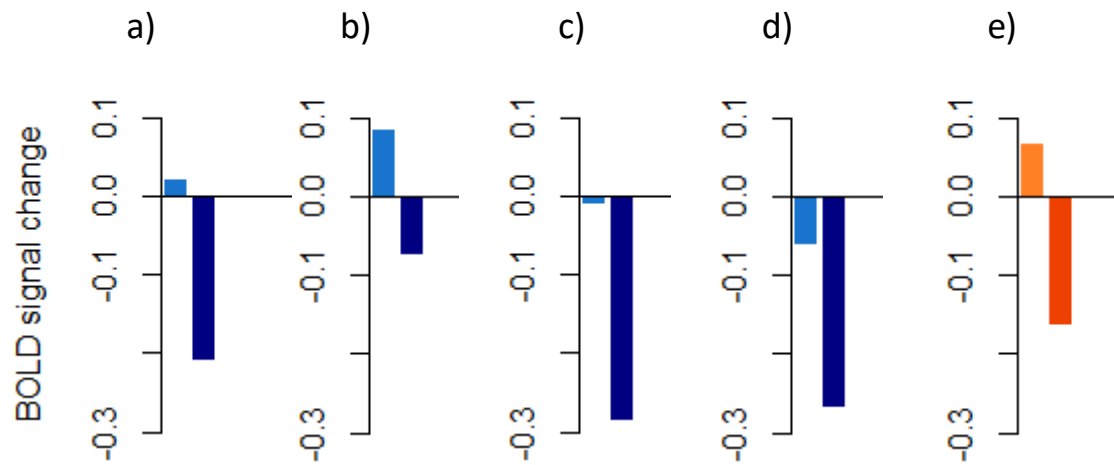 a) b) c) d) e)
BOLD signal change
0.1 0.1 0.1 0.1 0.1
0.0 0.0 0.0 0.0 0.0
-0.1 -0.1 -0.1 -0.1 -0.1
-0.3 -0.3 -0.3 -0.3 -0.3